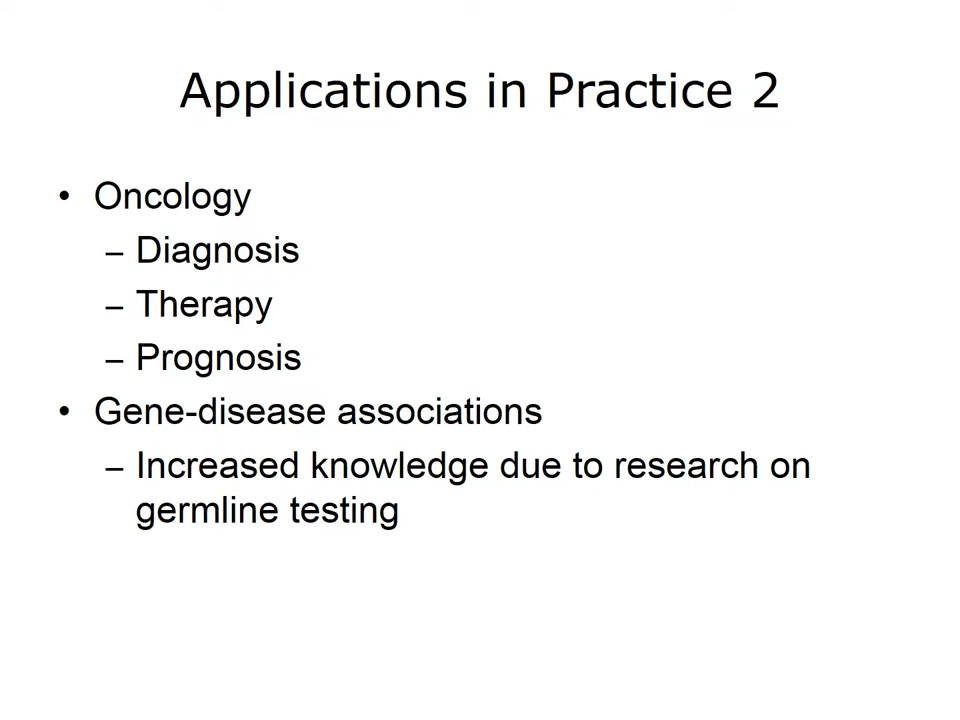 Applications in Practice 2
• Oncology
– Diagnosis
– Therapy
– Prognosis
• Gene-disease associations
– Increased knowledge due to research on
germline testing